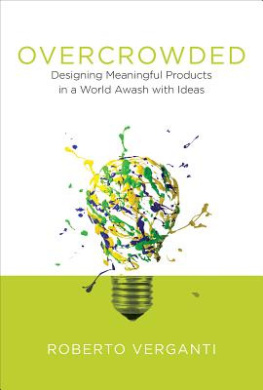 OVERCROWDED
Designing Meaningful Products
in a World Awash with Ideas
ROBERTO VERGANTI